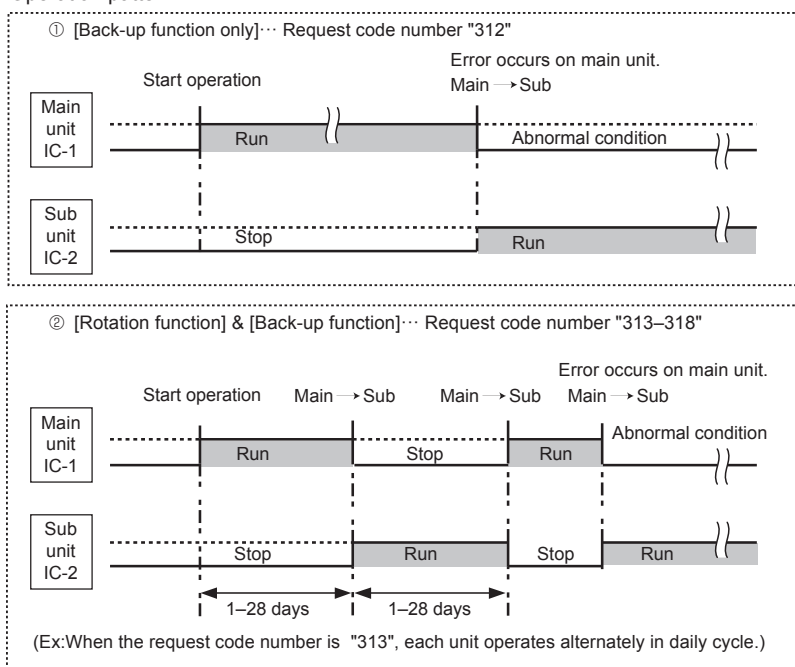 ① [Back-up function only]··· Request code number "312"
Error occurs on main unit.
Start operation
Main → Sub
Main
unit
IC-1
Run
Abnormal condition
Sub
unit
IC-2
Stop
Run
② [Rotation function] & [Back-up function]··· Request code number "313–318"
Error occurs on main unit.
Start operation
Main → Sub
Main → Sub
Main → Sub
Main
unit
IC-1
Run
Stop
Run
Abnormal condition
Sub
unit
IC-2
Stop
Run
Stop
Run
1–28 days
1–28 days
(Ex:When the request code number is "313", each unit operates alternately in daily cycle.)